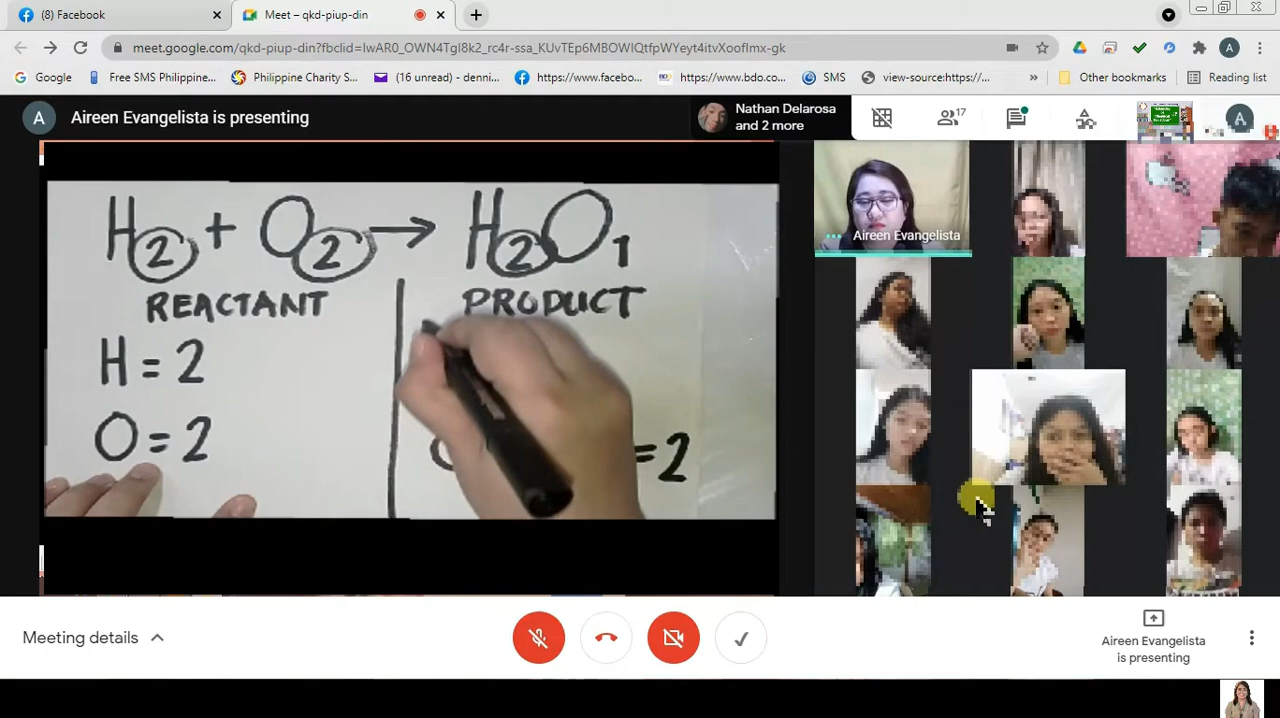 (8) Facebook
Meet – qkd-piup-din
meet.google.com/qkd-piup-din?fbclid=IwAR0_OWN4TgI8k2_rc4r-ssa_KUvTEp6MBOWIQtfpWYeyt4itvXoofImx-gk
Google Free SMS Philippine... Philippine Charity S... (16 unread) - denni... https://www.facebo... https://www.bdo.co... SMS view-source:https://... » Other bookmarks Reading list
A Aireen Evangelista is presenting
Nathan Delarosa
and 2 more
17
A
H2 + O2 → H2O1
REACTANT PRODUCT
H = 2
O = 2
= 2
Aireen Evangelista
Meeting details
Aireen Evangelista
is presenting